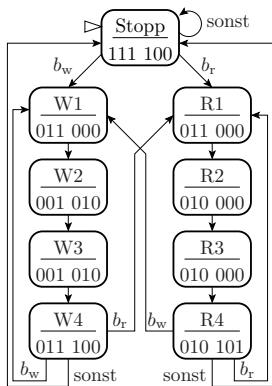 Stopp
111 100
sonst
b_w
b_r
W1
011 000
R1
011 000
W2
001 010
R2
010 000
W3
001 010
R3
010 000
W4
011 100
R4
010 101
b_r
b_w
b_w
sonst
sonst
b_r